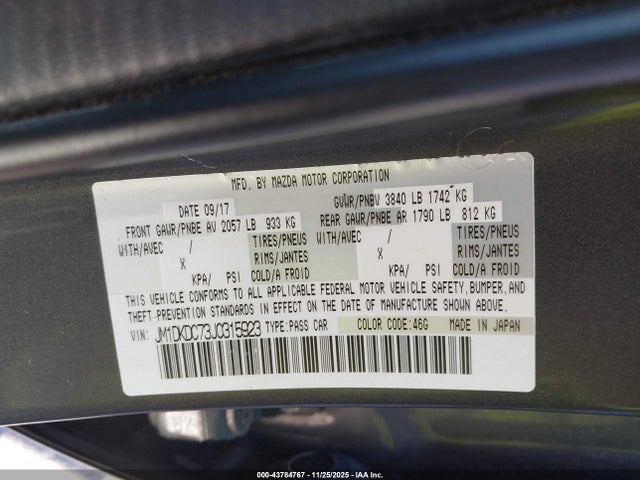 MFD. BY MAZDA MOTOR CORPORATION
DATE 09/17 GVWR/PNBV 3840 LB 1742 KG
FRONT GAWR/PNBE AV 2057 LB 933 KG REAR GAWR/PNBE AR 1790 LB 812 KG
WITH/AVEC / TIRES/PNEUS WITH/AVEC / TIRES/PNEUS
X RIMS/JANTES X RIMS/JANTES
KPA/ PSI COLD/A FROID KPA/ PSI COLD/A FROID
THIS VEHICLE CONFORMS TO ALL APPLICABLE FEDERAL MOTOR VEHICLE SAFETY, BUMPER, AND
THEFT PREVENTION STANDARDS IN EFFECT ON THE DATE OF MANUFACTURE SHOWN ABOVE.
VIN: JM1DKDC73J0315923 TYPE:PASS CAR COLOR CODE:46G MADE IN JAPAN
000-43784767 - 11/25/2025 - IAA Inc.